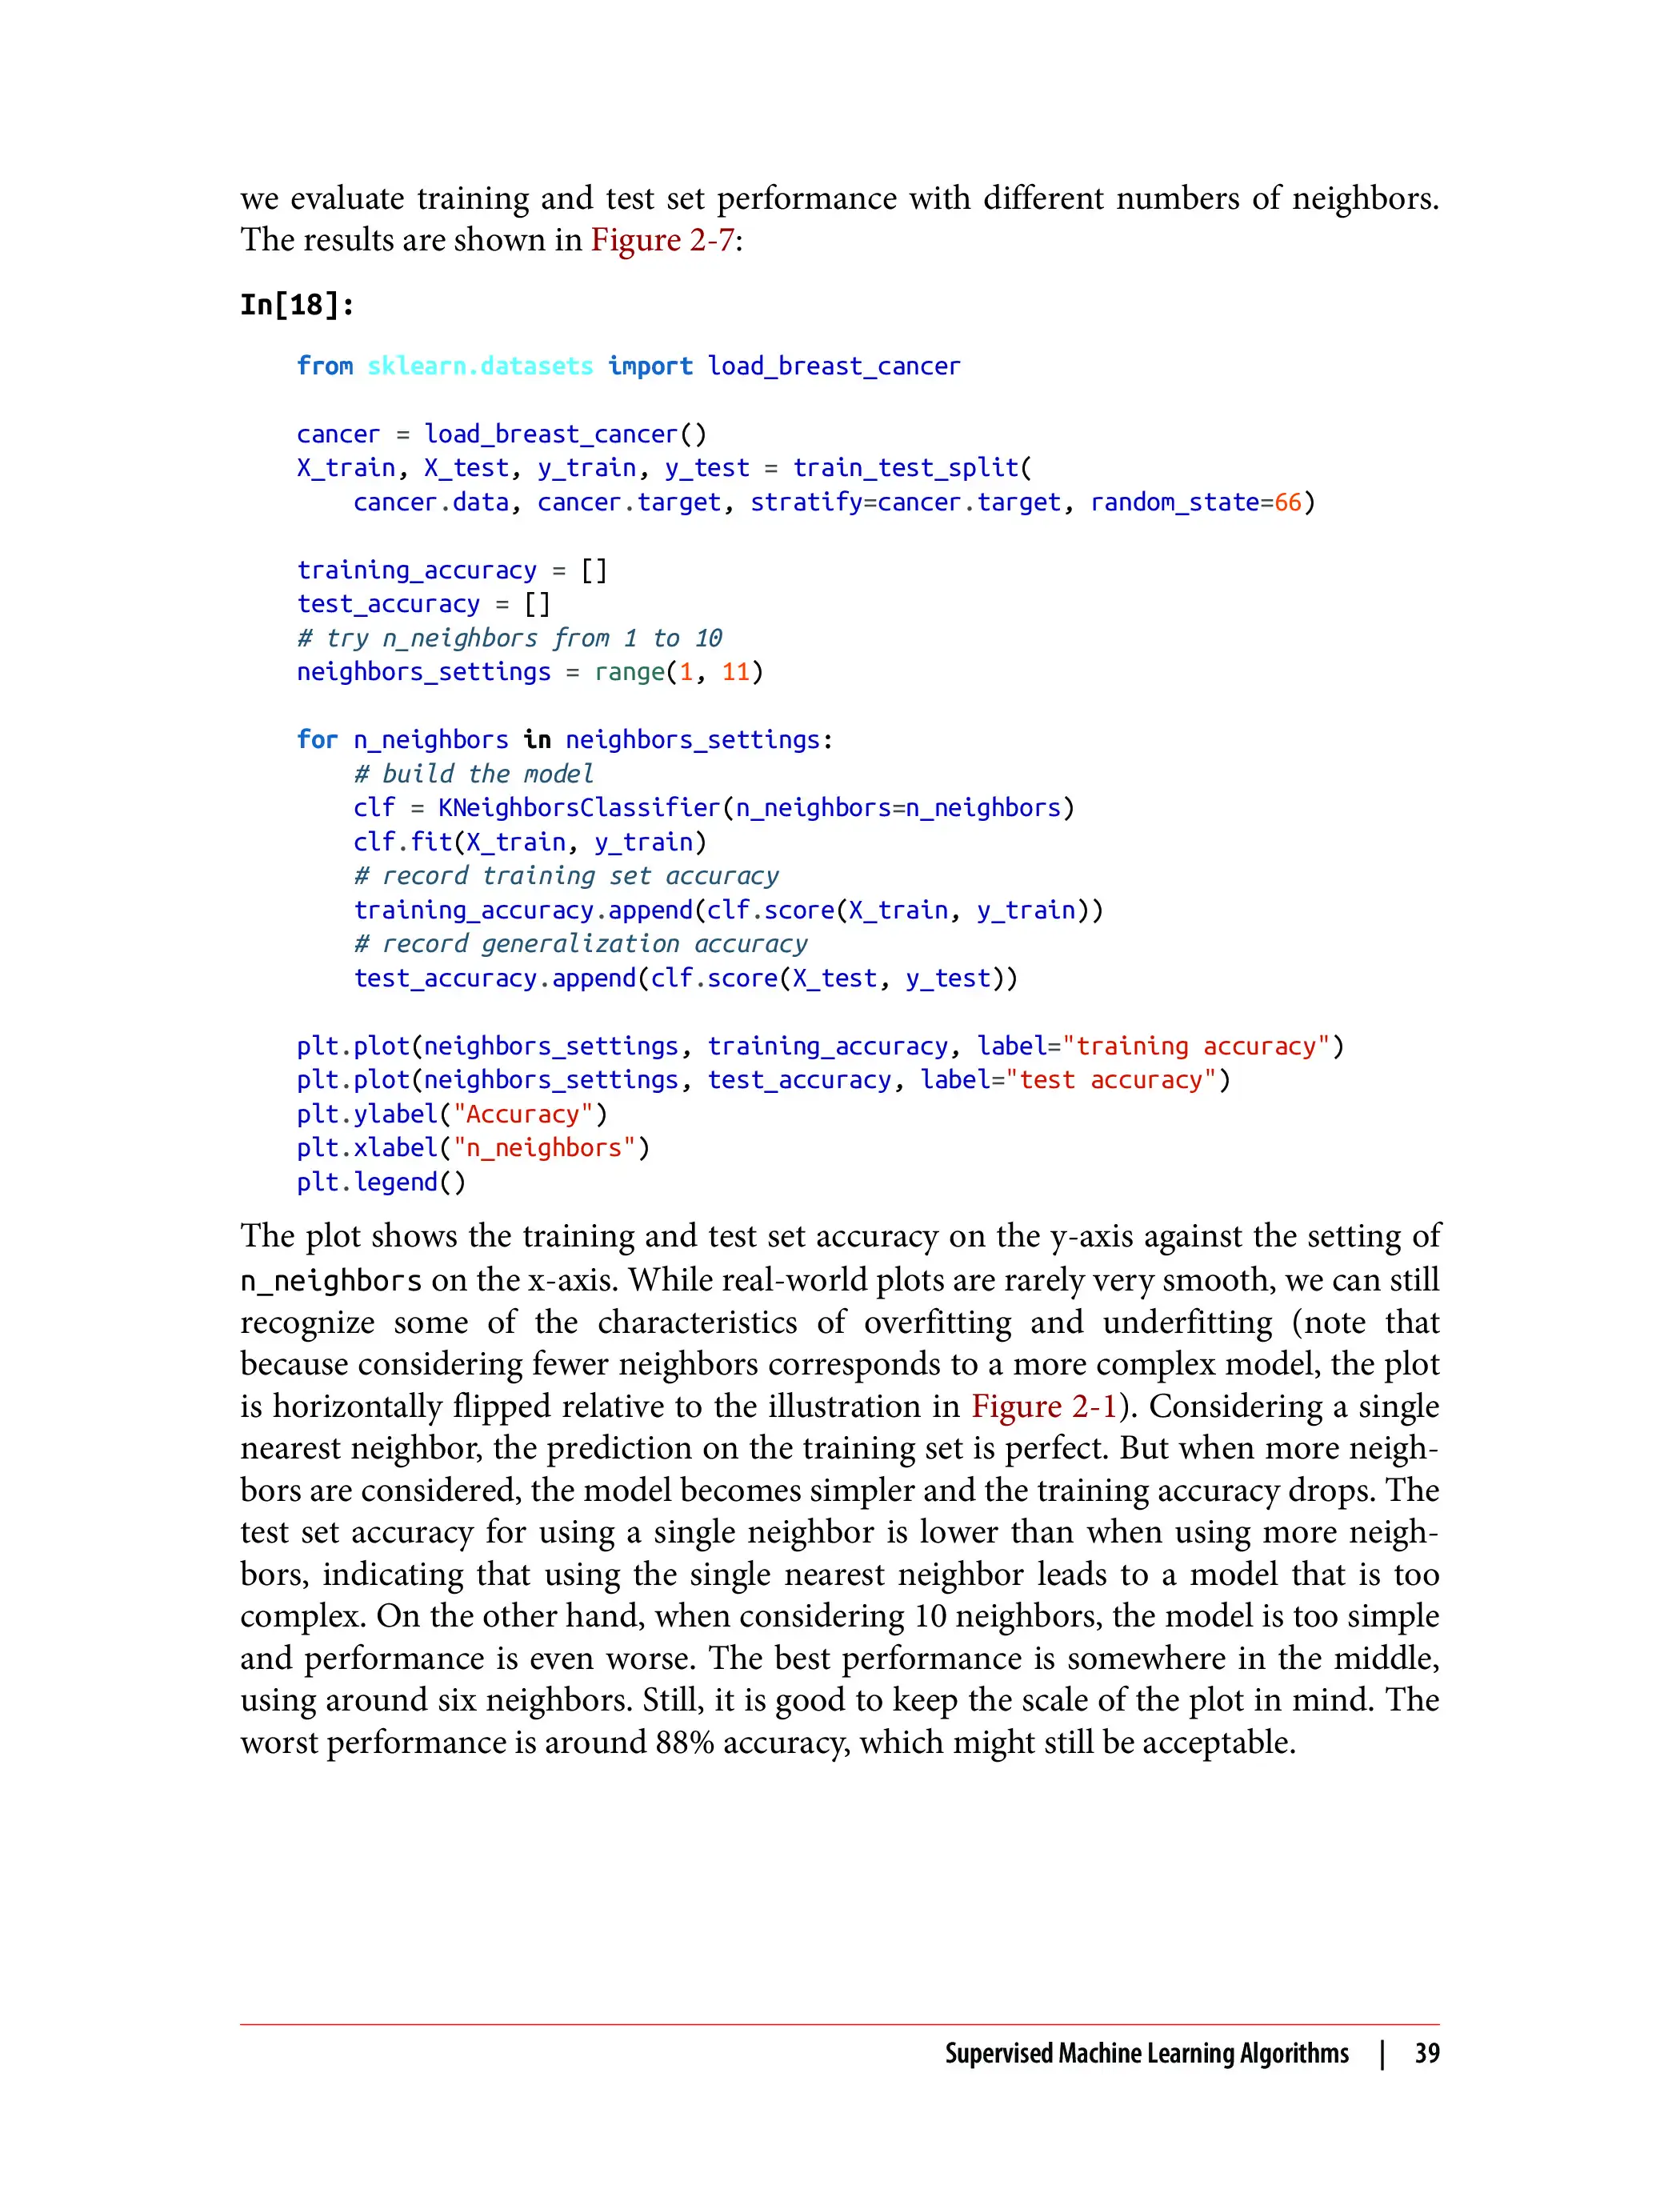 we evaluate training and test set performance with different numbers of neighbors.
The results are shown in Figure 2-7:
In[18]:
from sklearn.datasets import load_breast_cancer
cancer = load_breast_cancer()
X_train, X_test, y_train, y_test = train_test_split(
    cancer.data, cancer.target, stratify=cancer.target, random_state=66)
training_accuracy = []
test_accuracy = []
# try n_neighbors from 1 to 10
neighbors_settings = range(1, 11)
for n_neighbors in neighbors_settings:
    # build the model
    clf = KNeighborsClassifier(n_neighbors=n_neighbors)
    clf.fit(X_train, y_train)
    # record training set accuracy
    training_accuracy.append(clf.score(X_train, y_train))
    # record generalization accuracy
    test_accuracy.append(clf.score(X_test, y_test))
plt.plot(neighbors_settings, training_accuracy, label="training accuracy")
plt.plot(neighbors_settings, test_accuracy, label="test accuracy")
plt.ylabel("Accuracy")
plt.xlabel("n_neighbors")
plt.legend()
The plot shows the training and test set accuracy on the y-axis against the setting of
n_neighbors on the x-axis. While real-world plots are rarely very smooth, we can still
recognize some of the characteristics of overfitting and underfitting (note that
because considering fewer neighbors corresponds to a more complex model, the plot
is horizontally flipped relative to the illustration in Figure 2-1). Considering a single
nearest neighbor, the prediction on the training set is perfect. But when more neigh-
bors are considered, the model becomes simpler and the training accuracy drops. The
test set accuracy for using a single neighbor is lower than when using more neigh-
bors, indicating that using the single nearest neighbor leads to a model that is too
complex. On the other hand, when considering 10 neighbors, the model is too simple
and performance is even worse. The best performance is somewhere in the middle,
using around six neighbors. Still, it is good to keep the scale of the plot in mind. The
worst performance is around 88% accuracy, which might still be acceptable.
Supervised Machine Learning Algorithms | 39